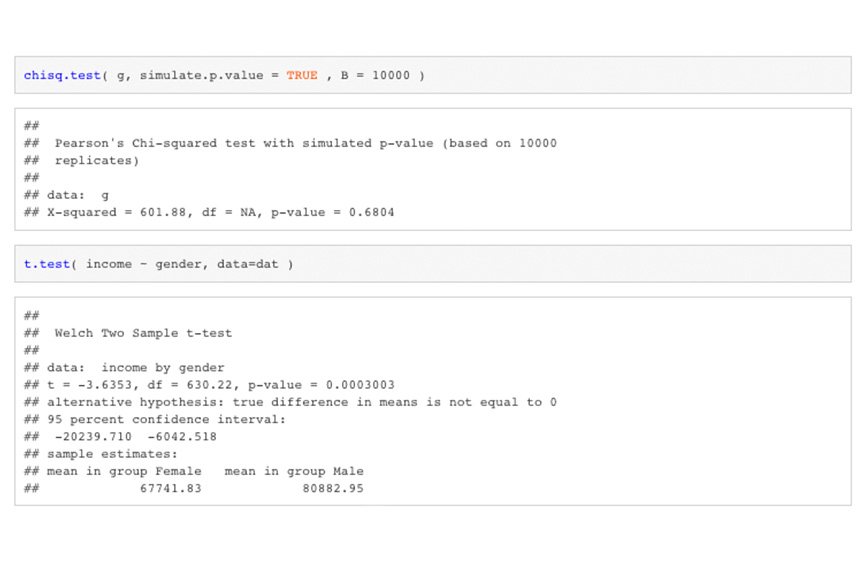 chisq.test( g, simulate.p.value = TRUE , B = 10000 )
##
##  Pearson's Chi-squared test with simulated p-value (based on 10000
##  replicates)
##
## data:  g
## X-squared = 601.88, df = NA, p-value = 0.6804
t.test( income ~ gender, data=dat )
##
##  Welch Two Sample t-test
##
## data:  income by gender
## t = -3.6353, df = 630.22, p-value = 0.0003003
## alternative hypothesis: true difference in means is not equal to 0
## 95 percent confidence interval:
##  -20239.710  -6042.518
## sample estimates:
## mean in group Female   mean in group Male
##             67741.83             80882.95